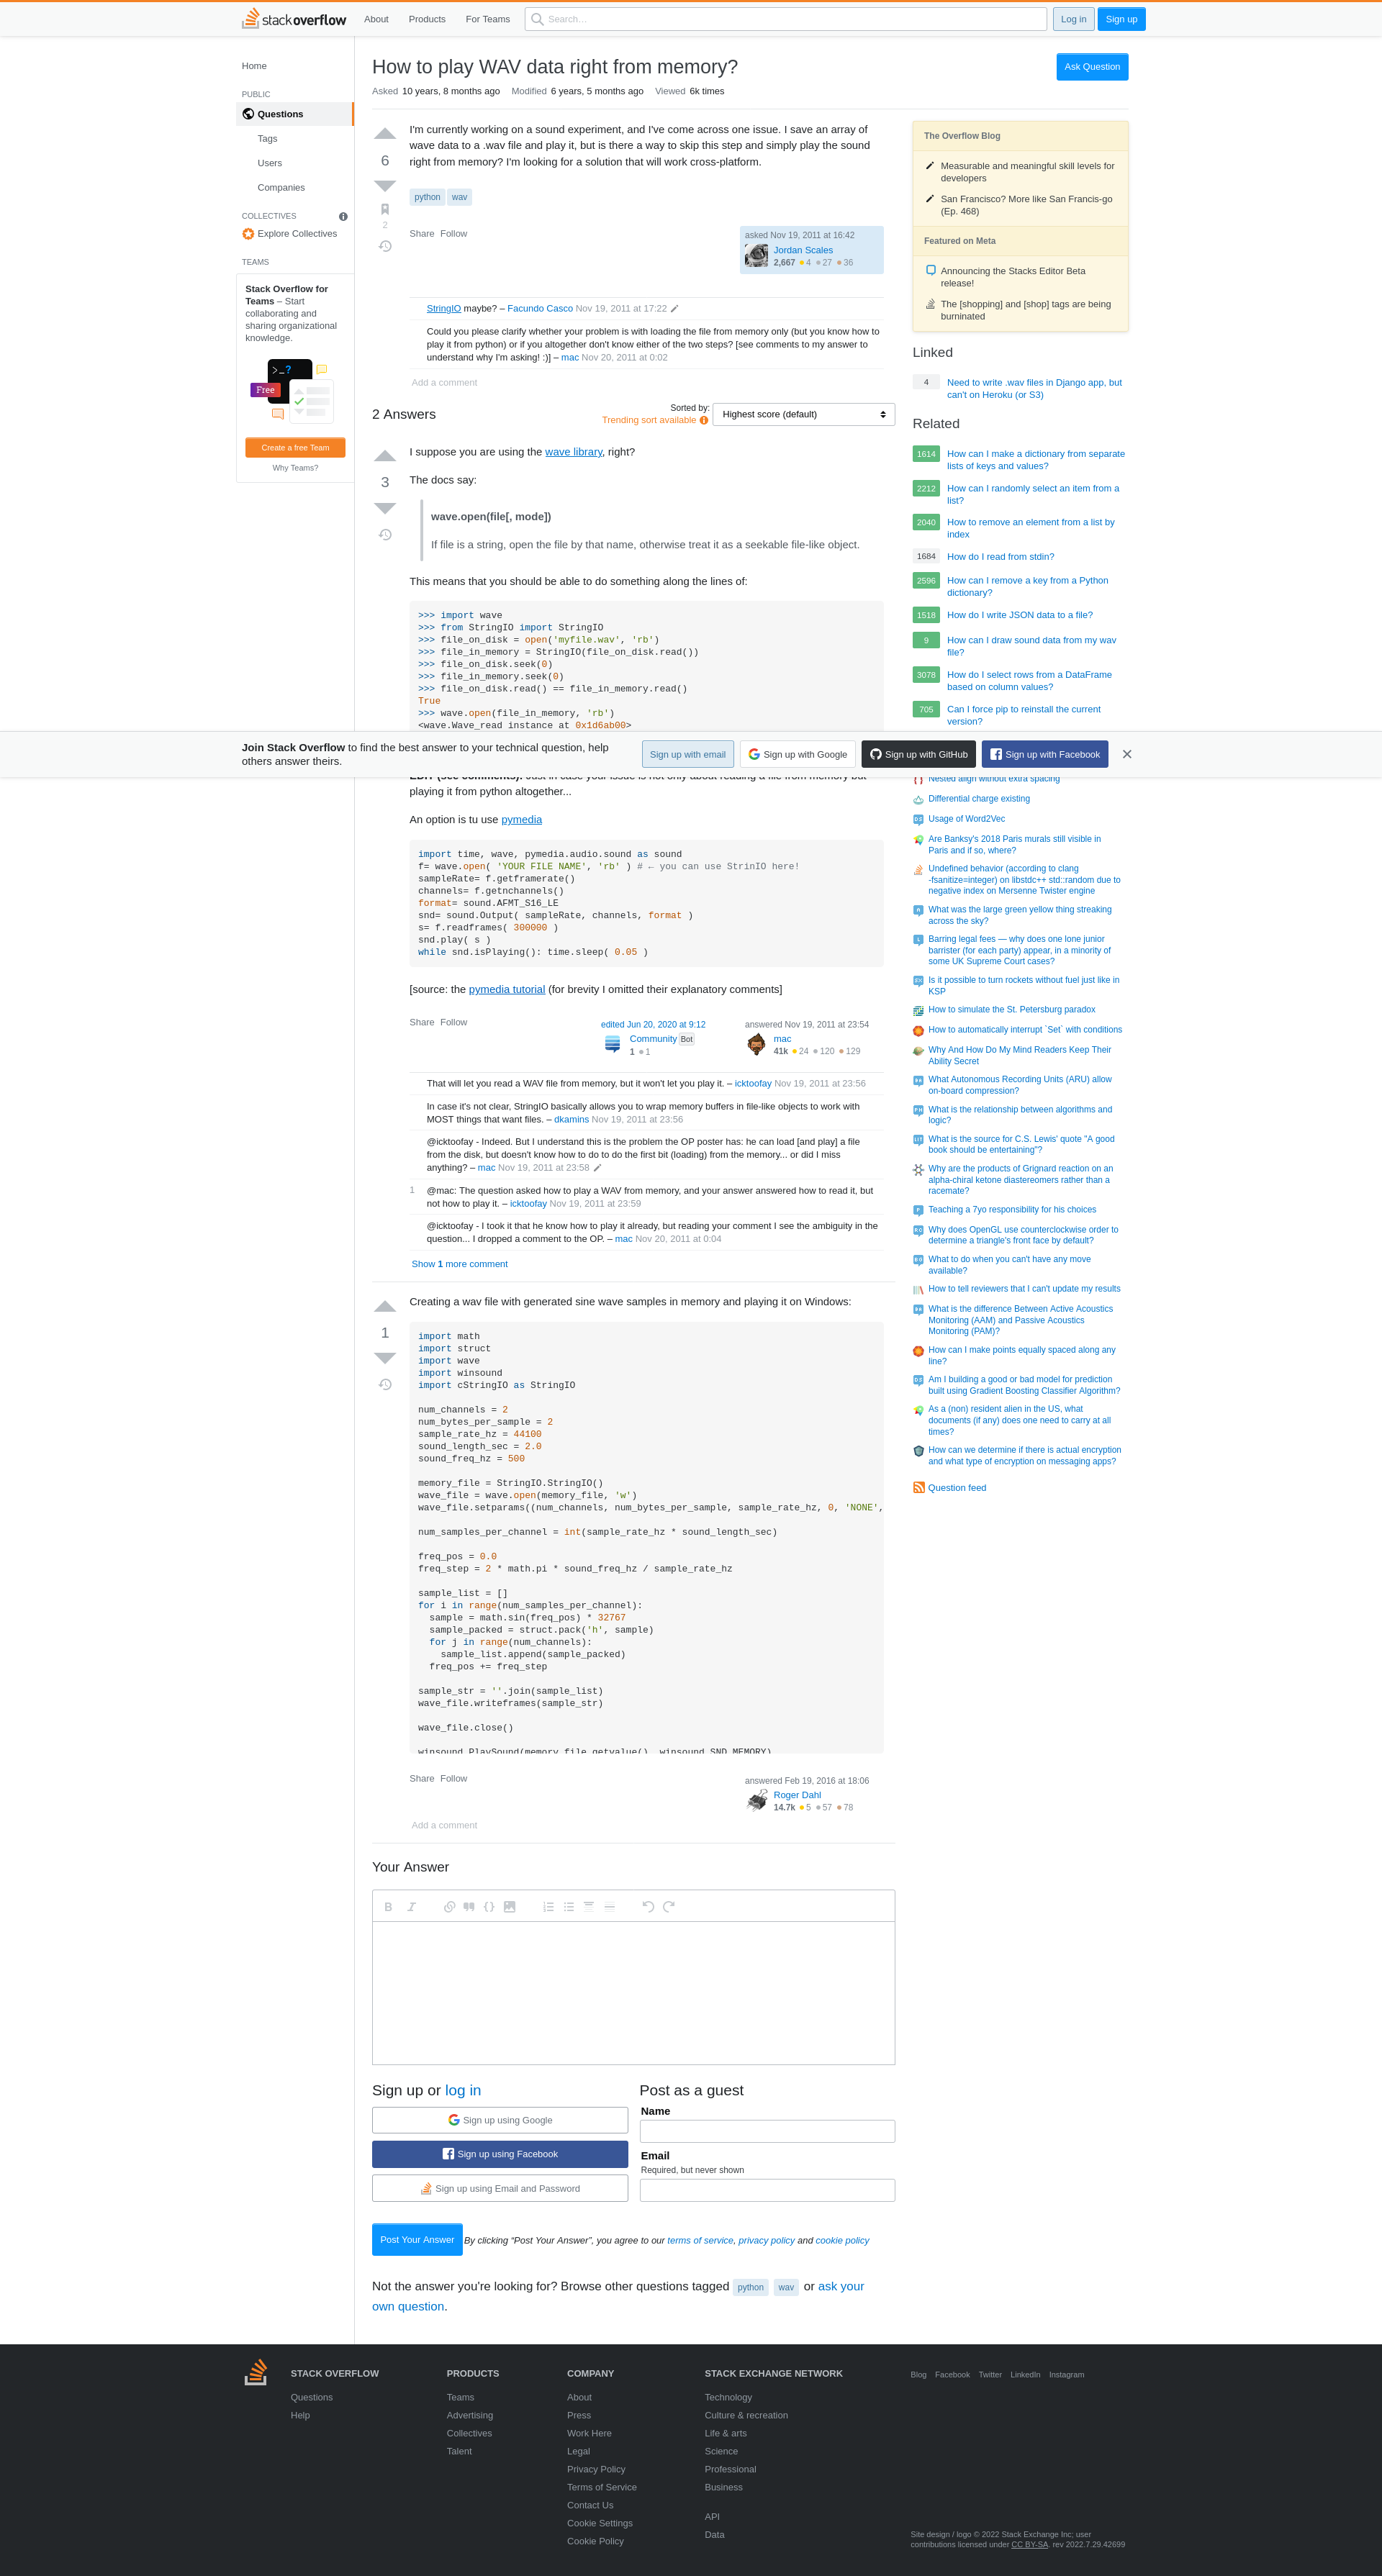 stackoverflow
About
Products
For Teams
Search…
Log in
Sign up
Home
PUBLIC
Questions
Tags
Users
Companies
COLLECTIVES
Explore Collectives
TEAMS
Stack Overflow for
Teams – Start
collaborating and
sharing organizational
knowledge.
>_?
Free
Create a free Team
Why Teams?
How to play WAV data right from memory?
Ask Question
Asked 10 years, 8 months ago Modified 6 years, 5 months ago Viewed 6k times
6
2
I'm currently working on a sound experiment, and I've come across one issue. I save an array of
wave data to a .wav file and play it, but is there a way to skip this step and simply play the sound
right from memory? I'm looking for a solution that will work cross-platform.
python wav
Share Follow
asked Nov 19, 2011 at 16:42
Jordan Scales
2,667 4 27 36
StringIO maybe? – Facundo Casco Nov 19, 2011 at 17:22
Could you please clarify whether your problem is with loading the file from memory only (but you know how to
play it from python) or if you altogether don't know either of the two steps? [see comments to my answer to
understand why I'm asking! :)] – mac Nov 20, 2011 at 0:02
Add a comment
2 Answers
Sorted by:
Trending sort available
Highest score (default)
3
I suppose you are using the wave library, right?
The docs say:
wave.open(file[, mode])
If file is a string, open the file by that name, otherwise treat it as a seekable file-like object.
This means that you should be able to do something along the lines of:
>>> import wave
>>> from StringIO import StringIO
>>> file_on_disk = open('myfile.wav', 'rb')
>>> file_in_memory = StringIO(file_on_disk.read())
>>> file_on_disk.seek(0)
>>> file_in_memory.seek(0)
>>> file_on_disk.read() == file_in_memory.read()
True
>>> wave.open(file_in_memory, 'rb')
<wave.Wave_read instance at 0x1d6ab00>
Join Stack Overflow to find the best answer to your technical question, help
others answer theirs.
Sign up with email
Sign up with Google
Sign up with GitHub
Sign up with Facebook
EDIT (see comments): Just in case your issue is not only about reading a file from memory but
playing it from python altogether...
An option is tu use pymedia
import time, wave, pymedia.audio.sound as sound
f= wave.open( 'YOUR FILE NAME', 'rb' ) # ← you can use StrinIO here!
sampleRate= f.getframerate()
channels= f.getnchannels()
format= sound.AFMT_S16_LE
snd= sound.Output( sampleRate, channels, format )
s= f.readframes( 300000 )
snd.play( s )
while snd.isPlaying(): time.sleep( 0.05 )
[source: the pymedia tutorial (for brevity I omitted their explanatory comments]
Share Follow
edited Jun 20, 2020 at 9:12
Community Bot
1 1
answered Nov 19, 2011 at 23:54
mac
41k 24 120 129
That will let you read a WAV file from memory, but it won't let you play it. – icktoofay Nov 19, 2011 at 23:56
In case it's not clear, StringIO basically allows you to wrap memory buffers in file-like objects to work with
MOST things that want files. – dkamins Nov 19, 2011 at 23:56
@icktoofay - Indeed. But I understand this is the problem the OP poster has: he can load [and play] a file
from the disk, but doesn't know how to do to do the first bit (loading) from the memory... or did I miss
anything? – mac Nov 19, 2011 at 23:58
1 @mac: The question asked how to play a WAV from memory, and your answer answered how to read it, but
not how to play it. – icktoofay Nov 19, 2011 at 23:59
@icktoofay - I took it that he know how to play it already, but reading your comment I see the ambiguity in the
question... I dropped a comment to the OP. – mac Nov 20, 2011 at 0:04
Show 1 more comment
1
Creating a wav file with generated sine wave samples in memory and playing it on Windows:
import math
import struct
import wave
import winsound
import cStringIO as StringIO
num_channels = 2
num_bytes_per_sample = 2
sample_rate_hz = 44100
sound_length_sec = 2.0
sound_freq_hz = 500
memory_file = StringIO.StringIO()
wave_file = wave.open(memory_file, 'w')
wave_file.setparams((num_channels, num_bytes_per_sample, sample_rate_hz, 0, 'NONE',
num_samples_per_channel = int(sample_rate_hz * sound_length_sec)
freq_pos = 0.0
freq_step = 2 * math.pi * sound_freq_hz / sample_rate_hz
sample_list = []
for i in range(num_samples_per_channel):
sample = math.sin(freq_pos) * 32767
sample_packed = struct.pack('h', sample)
for j in range(num_channels):
sample_list.append(sample_packed)
freq_pos += freq_step
sample_str = ''.join(sample_list)
wave_file.writeframes(sample_str)
wave_file.close()
winsound.PlaySound(memory_file.getvalue(), winsound.SND_MEMORY)
Share Follow
answered Feb 19, 2016 at 18:06
Roger Dahl
14.7k 5 57 78
Add a comment
Your Answer
Sign up or log in
Sign up using Google
Sign up using Facebook
Sign up using Email and Password
Post as a guest
Name
Email
Required, but never shown
Post Your Answer
By clicking “Post Your Answer”, you agree to our terms of service, privacy policy and cookie policy
Not the answer you're looking for? Browse other questions tagged python wav or ask your
own question.
The Overflow Blog
Measurable and meaningful skill levels for
developers
San Francisco? More like San Francis-go
(Ep. 468)
Featured on Meta
Announcing the Stacks Editor Beta
release!
The [shopping] and [shop] tags are being
burninated
Linked
4 Need to write .wav files in Django app, but
can't on Heroku (or S3)
Related
1614 How can I make a dictionary from separate
lists of keys and values?
2212 How can I randomly select an item from a
list?
2040 How to remove an element from a list by
index
1684 How do I read from stdin?
2596 How can I remove a key from a Python
dictionary?
1518 How do I write JSON data to a file?
9 How can I draw sound data from my wav
file?
3078 How do I select rows from a DataFrame
based on column values?
705 Can I force pip to reinstall the current
version?
Nested align without extra spacing
Differential charge existing
Usage of Word2Vec
Are Banksy's 2018 Paris murals still visible in
Paris and if so, where?
Undefined behavior (according to clang
-fsanitize=integer) on libstdc++ std::random due to
negative index on Mersenne Twister engine
What was the large green yellow thing streaking
across the sky?
Barring legal fees — why does one lone junior
barrister (for each party) appear, in a minority of
some UK Supreme Court cases?
Is it possible to turn rockets without fuel just like in
KSP
How to simulate the St. Petersburg paradox
How to automatically interrupt `Set` with conditions
Why And How Do My Mind Readers Keep Their
Ability Secret
What Autonomous Recording Units (ARU) allow
on-board compression?
What is the relationship between algorithms and
logic?
What is the source for C.S. Lewis' quote "A good
book should be entertaining"?
Why are the products of Grignard reaction on an
alpha-chiral ketone diastereomers rather than a
racemate?
Teaching a 7yo responsibility for his choices
Why does OpenGL use counterclockwise order to
determine a triangle's front face by default?
What to do when you can't have any move
available?
How to tell reviewers that I can't update my results
What is the difference Between Active Acoustics
Monitoring (AAM) and Passive Acoustics
Monitoring (PAM)?
How can I make points equally spaced along any
line?
Am I building a good or bad model for prediction
built using Gradient Boosting Classifier Algorithm?
As a (non) resident alien in the US, what
documents (if any) does one need to carry at all
times?
How can we determine if there is actual encryption
and what type of encryption on messaging apps?
Question feed
STACK OVERFLOW
Questions
Help
PRODUCTS
Teams
Advertising
Collectives
Talent
COMPANY
About
Press
Work Here
Legal
Privacy Policy
Terms of Service
Contact Us
Cookie Settings
Cookie Policy
STACK EXCHANGE NETWORK
Technology
Culture & recreation
Life & arts
Science
Professional
Business
API
Data
Blog Facebook Twitter LinkedIn Instagram
Site design / logo © 2022 Stack Exchange Inc; user
contributions licensed under CC BY-SA. rev 2022.7.29.42699